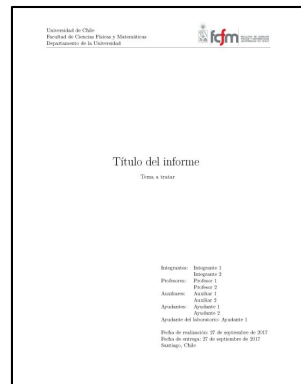 Universidad de Chile
Facultad de Ciencias Físicas y Matemáticas
Departamento de la Universidad
fcfm
Título del informe
Tema a tratar
Integrantes: Integrante 1
Integrante 2
Profesores: Profesor 1
Profesor 2
Auxiliares: Auxiliar 1
Auxiliar 2
Ayudantes: Ayudante 1
Ayudante 2
Ayudante del laboratorio: Ayudante 1
Fecha de realización: 27 de septiembre de 2017
Fecha de entrega: 27 de septiembre de 2017
Santiago, Chile